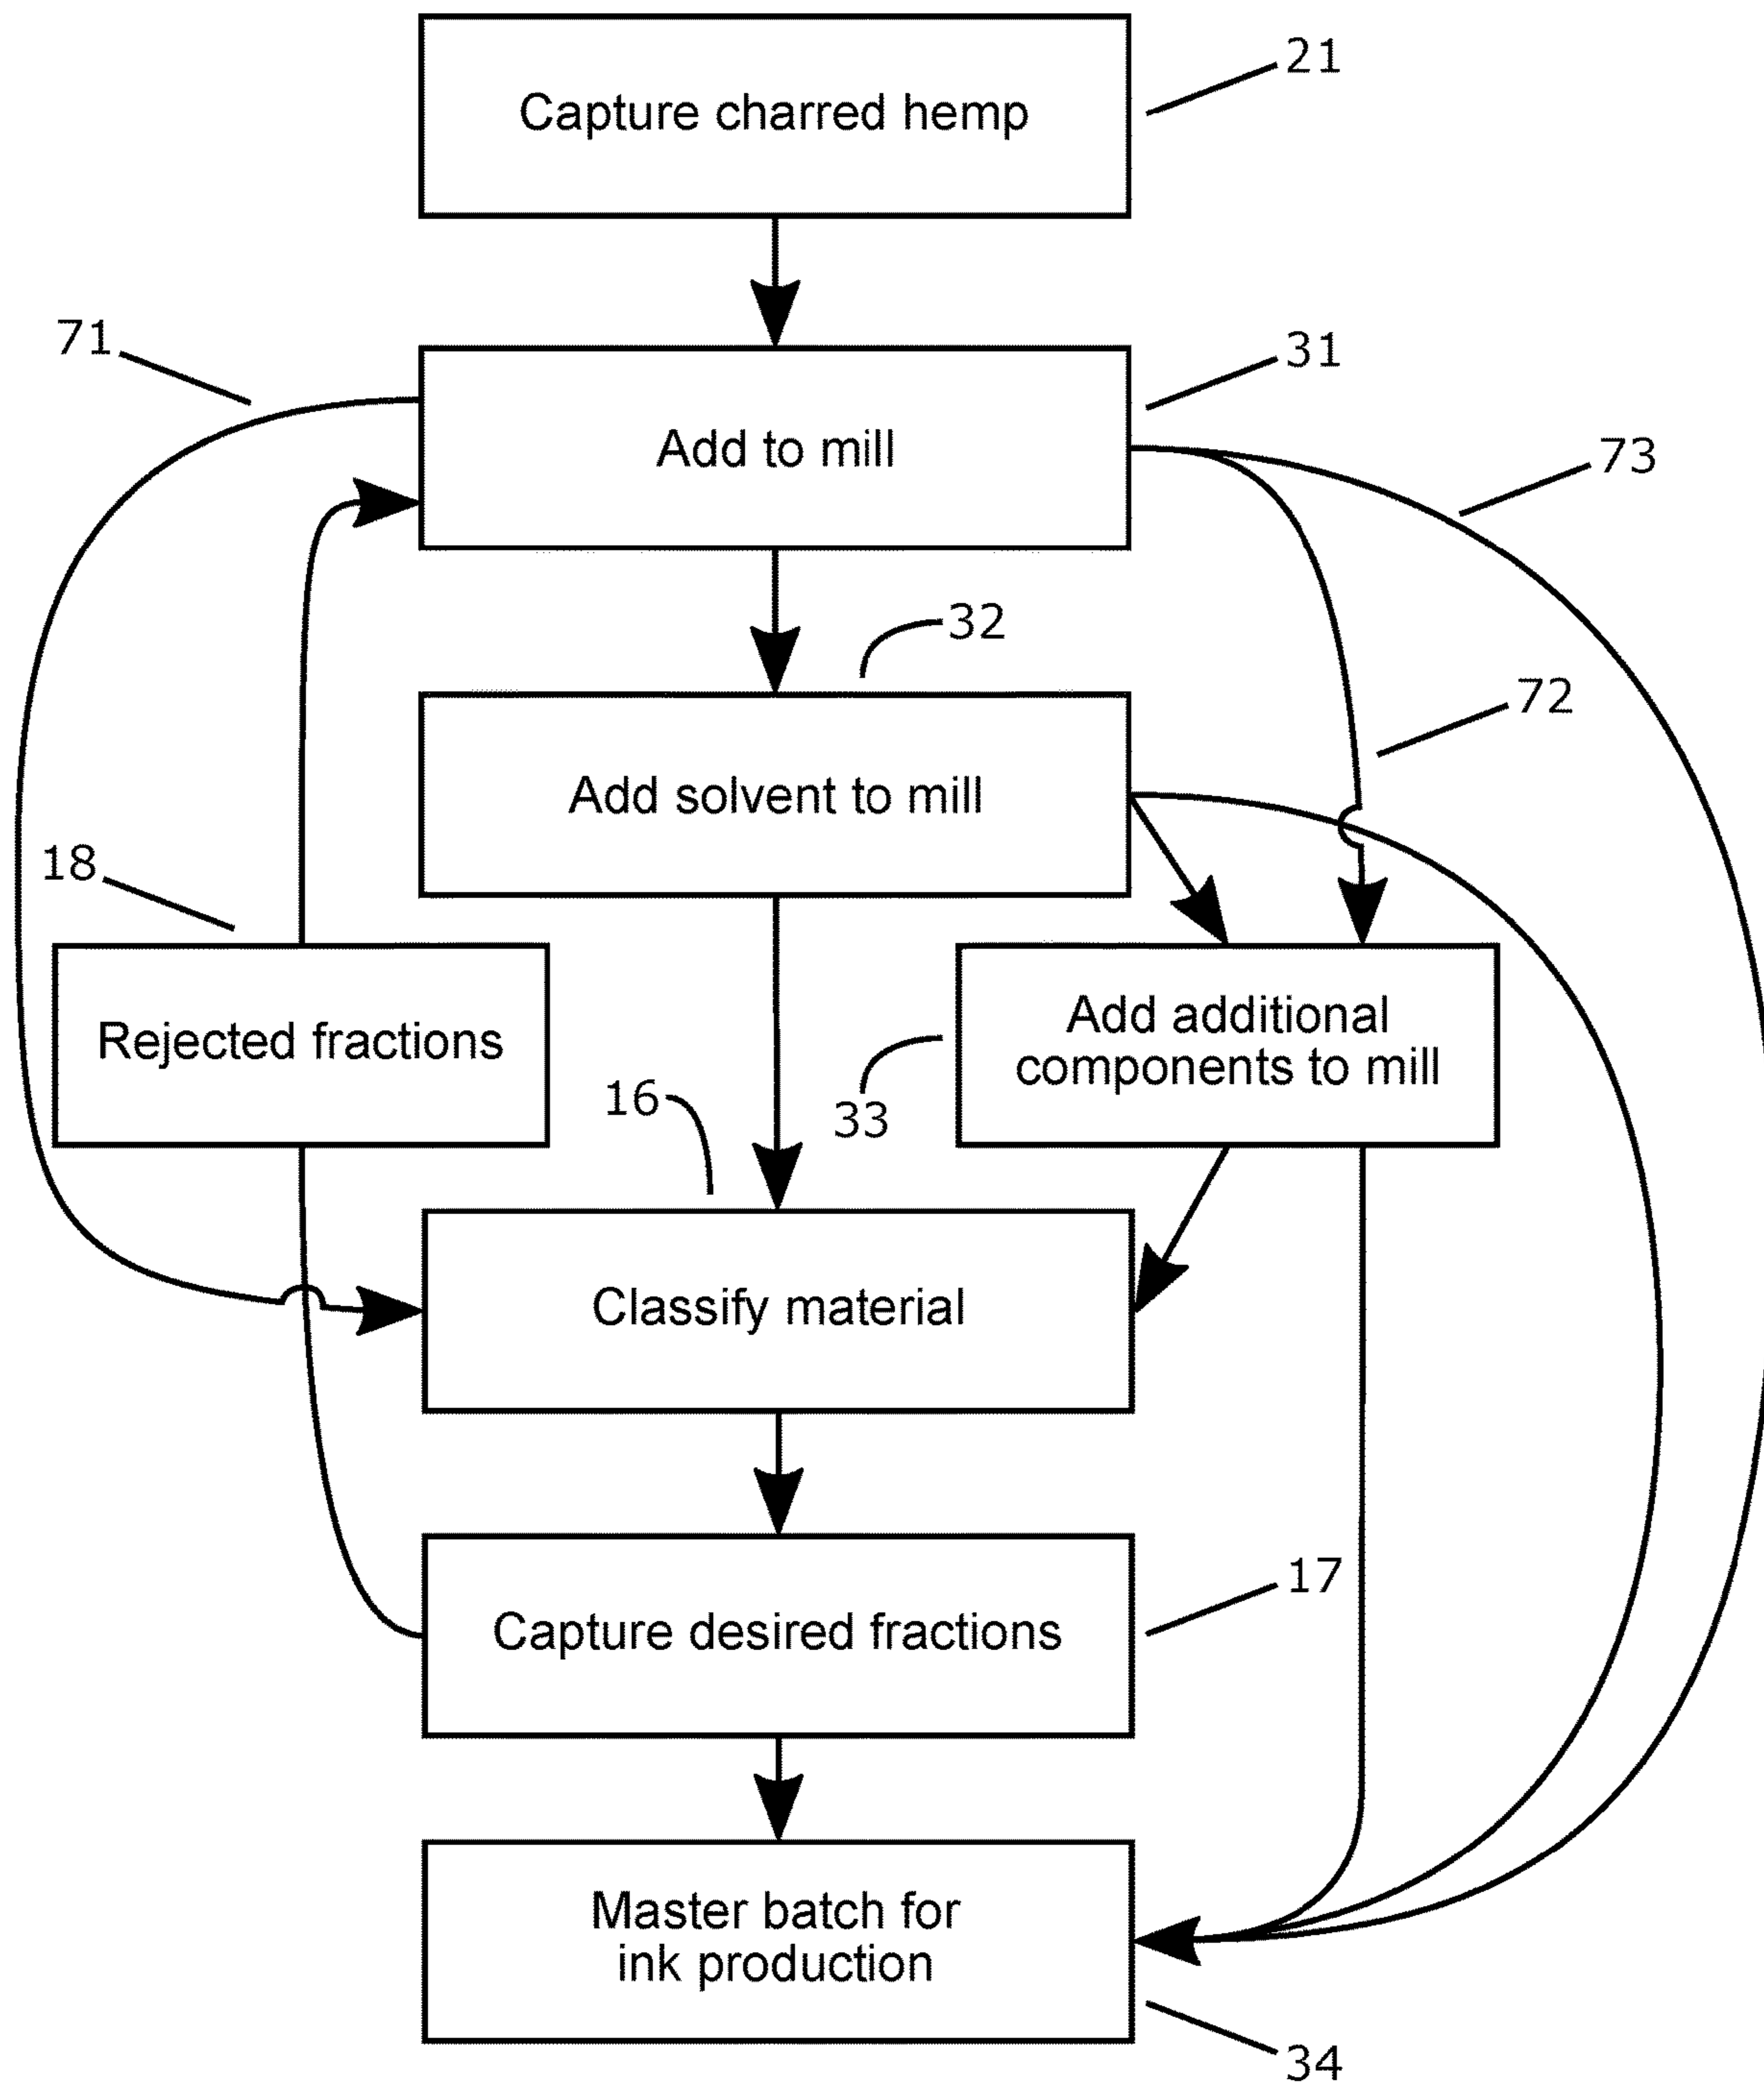 Capture charred hemp
21
71
Add to mill
31
73
32
72
Add solvent to mill
18
Rejected fractions
Add additional
components to mill
16
33
Classify material
17
Capture desired fractions
Master batch for
ink production
34